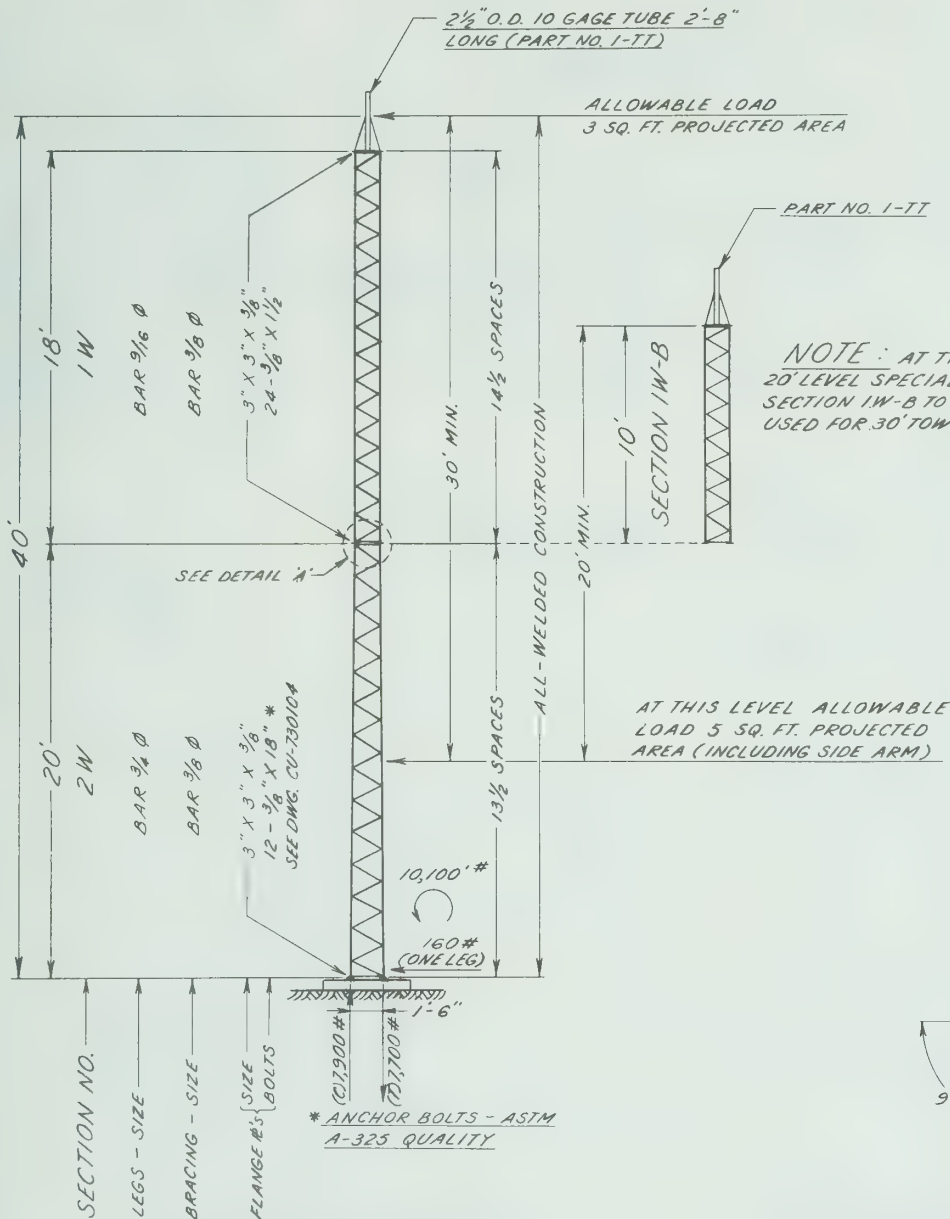 2½" O.D. 10 GAGE TUBE 2'-8"
LONG (PART NO. 1-TT)
ALLOWABLE LOAD
3 SQ. FT. PROJECTED AREA
PART NO. 1-TT
40'
18'
1 W
BAR 9/16 Ø
BAR 3/8 Ø
3" X 3" X 3/8"
24 - 3/8" X 1½"
30' MIN.
14½ SPACES
ALL-WELDED CONSTRUCTION
20' MIN.
10'
SECTION 1W-B
NOTE : AT TH
20' LEVEL SPECIAL
SECTION 1.W-B TO
USED FOR 30' TOW
SEE DETAIL 'A'
20'
2 W
BAR 3/4 Ø
BAR 3/8 Ø
3" X 3" X 3/8"
12 - 3/8" X 18" *
SEE DWG. CU-730104
13½ SPACES
AT THIS LEVEL ALLOWABLE
LOAD 5 SQ. FT. PROJECTED
AREA (INCLUDING SIDE ARM)
10,100' #
160 #
(ONE LEG)
1'-6"
(C) 7,900 #
(T) 7,700 #
* ANCHOR BOLTS - ASTM
A-325 QUALITY
SECTION NO.
LEGS - SIZE
BRACING - SIZE
FLANGE ℄'s { SIZE
BOLTS
9